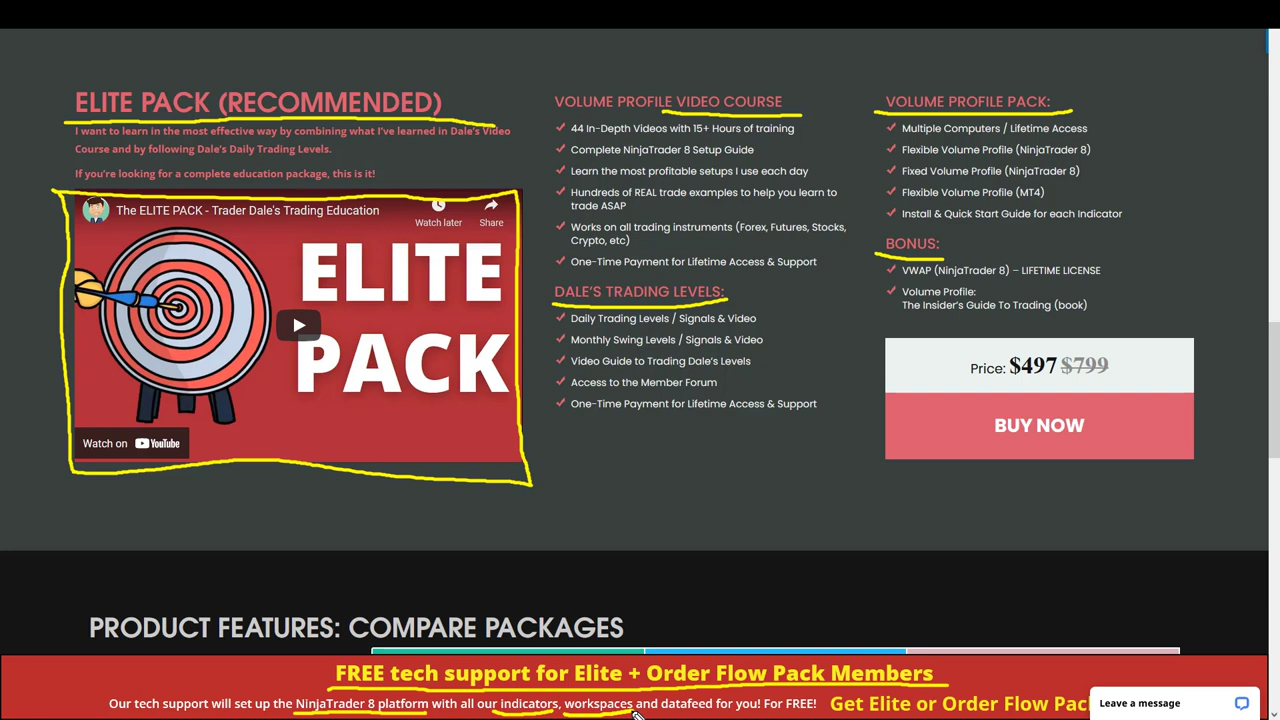 ELITE PACK (RECOMMENDED)
I want to learn in the most effective way by combining what I've learned in Dale's Video
Course and by following Dale's Daily Trading Levels.
If you're looking for a complete education package, this is it!
The ELITE PACK - Trader Dale's Trading Education
Watch later
Share
ELITE
PACK
Watch on YouTube
VOLUME PROFILE VIDEO COURSE
44 In-Depth Videos with 15+ Hours of training
Complete NinjaTrader 8 Setup Guide
Learn the most profitable setups I use each day
Hundreds of REAL trade examples to help you learn to
trade ASAP
Works on all trading instruments (Forex, Futures, Stocks,
Crypto, etc)
One-Time Payment for Lifetime Access & Support
DALE'S TRADING LEVELS:
Daily Trading Levels / Signals & Video
Monthly Swing Levels / Signals & Video
Video Guide to Trading Dale's Levels
Access to the Member Forum
One-Time Payment for Lifetime Access & Support
VOLUME PROFILE PACK:
Multiple Computers / Lifetime Access
Flexible Volume Profile (NinjaTrader 8)
Fixed Volume Profile (NinjaTrader 8)
Flexible Volume Profile (MT4)
Install & Quick Start Guide for each Indicator
BONUS:
VWAP (NinjaTrader 8) – LIFETIME LICENSE
Volume Profile:
The Insider's Guide To Trading (book)
Price: $497 $799
BUY NOW
PRODUCT FEATURES: COMPARE PACKAGES
FREE tech support for Elite + Order Flow Pack Members
Our tech support will set up the NinjaTrader 8 platform with all our indicators, workspaces and datafeed for you! For FREE!
Get Elite or Order Flow Pac
Leave a message